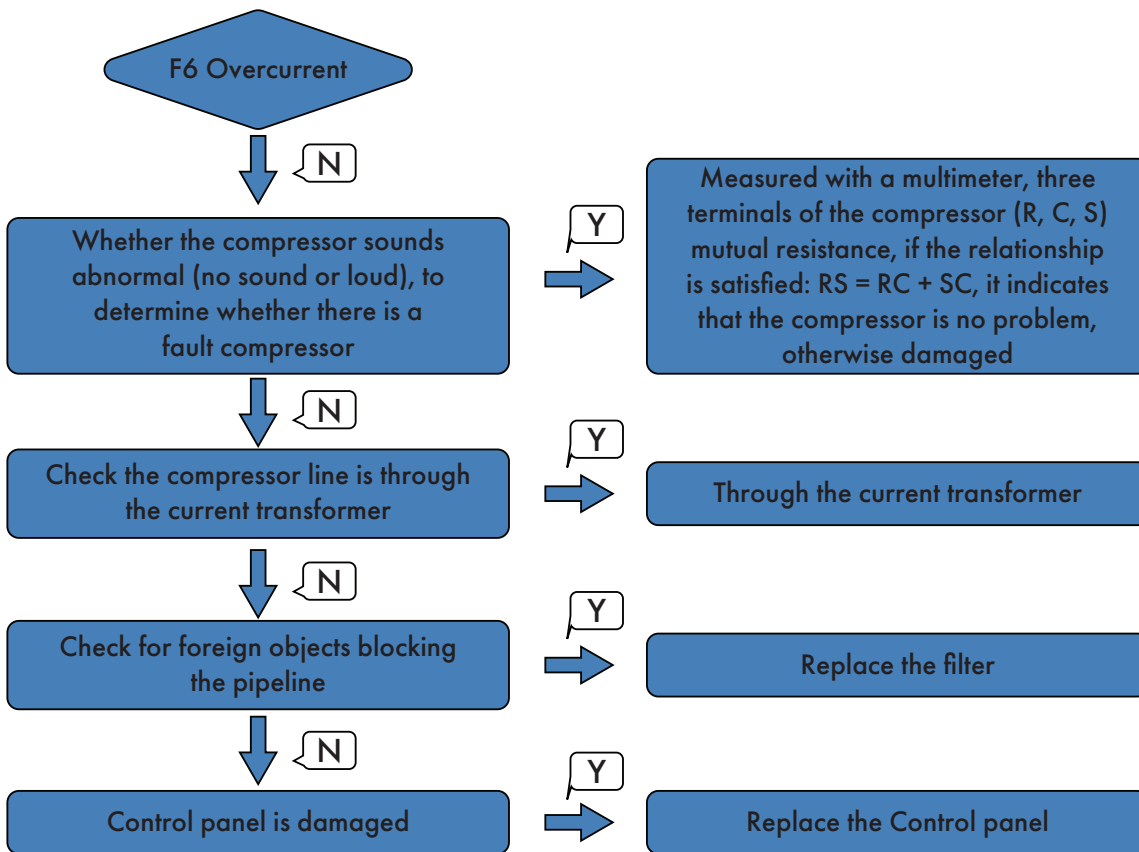 F6 Overcurrent
N
Whether the compressor sounds
abnormal (no sound or loud), to
determine whether there is a
fault compressor
Y
Measured with a multimeter, three
terminals of the compressor (R, C, S)
mutual resistance, if the relationship
is satisfied: RS = RC + SC, it indicates
that the compressor is no problem,
otherwise damaged
N
Check the compressor line is through
the current transformer
Y
Through the current transformer
N
Check for foreign objects blocking
the pipeline
Y
Replace the filter
N
Control panel is damaged
Y
Replace the Control panel